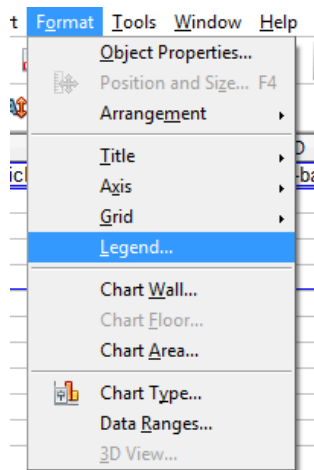 t Format Tools Window Help
Object Properties...
Position and Size... F4
Arrangement
D
Title
Axis
Grid
Legend...
Chart Wall...
Chart Floor...
Chart Area...
Chart Type...
Data Ranges...
3D View...